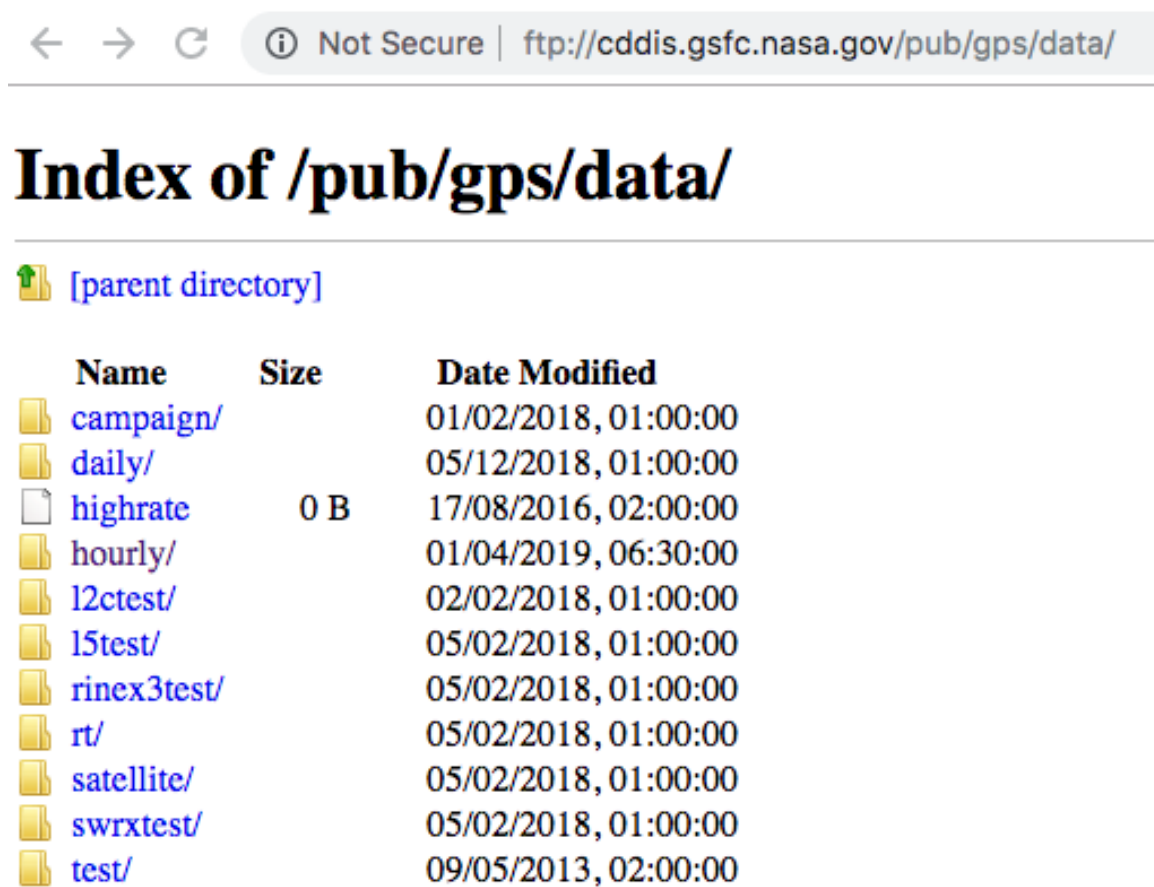 Not Secure | ftp://cddis.gsfc.nasa.gov/pub/gps/data/
Index of /pub/gps/data/
[parent directory]
Name Size Date Modified
campaign/ 01/02/2018, 01:00:00
daily/ 05/12/2018, 01:00:00
highrate 0 B 17/08/2016, 02:00:00
hourly/ 01/04/2019, 06:30:00
l2ctest/ 02/02/2018, 01:00:00
l5test/ 05/02/2018, 01:00:00
rinex3test/ 05/02/2018, 01:00:00
rt/ 05/02/2018, 01:00:00
satellite/ 05/02/2018, 01:00:00
swrxtest/ 05/02/2018, 01:00:00
test/ 09/05/2013, 02:00:00